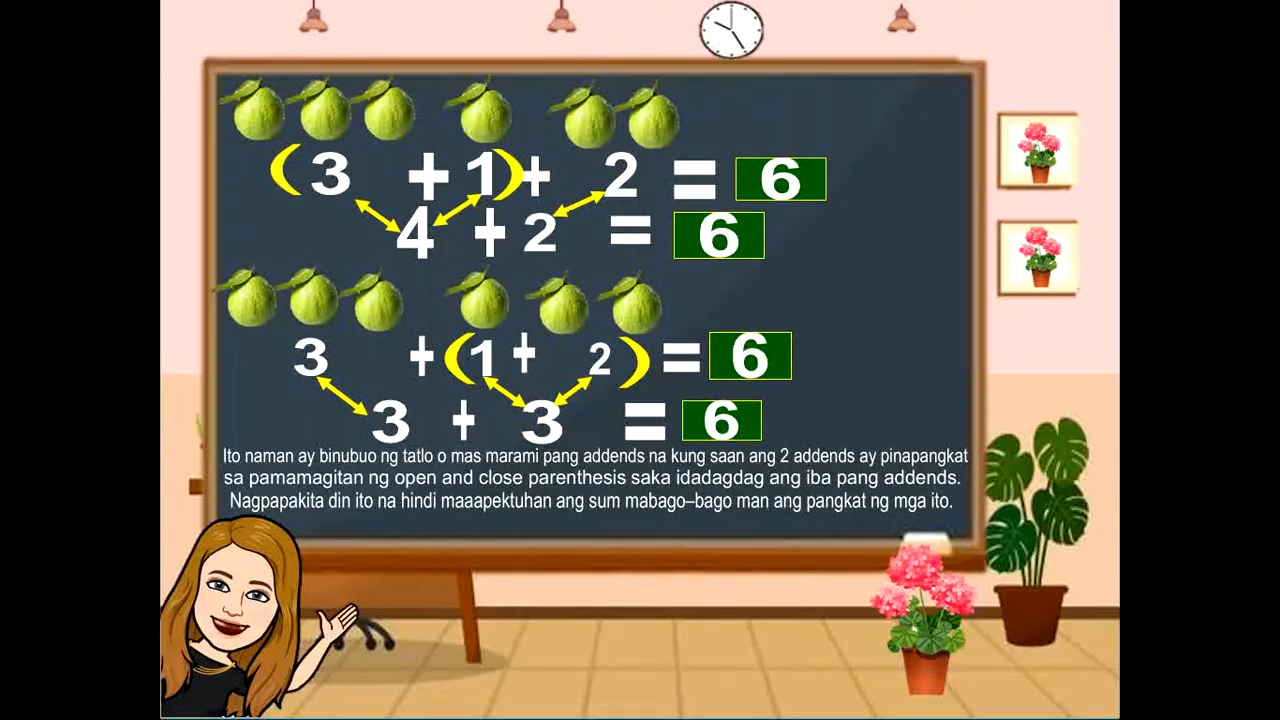 ( 3 + 1 ) + 2 = 6
4 + 2 = 6
3 + ( 1 + 2 ) = 6
3 + 3 = 6
Ito naman ay binubuo ng tatlo o mas marami pang addends na kung saan ang 2 addends ay pinapangkat
sa pamamagitan ng open and close parenthesis saka idadagdag ang iba pang addends.
Nagpapakita din ito na hindi maaapektuhan ang sum mabago–bago man ang pangkat ng mga ito.